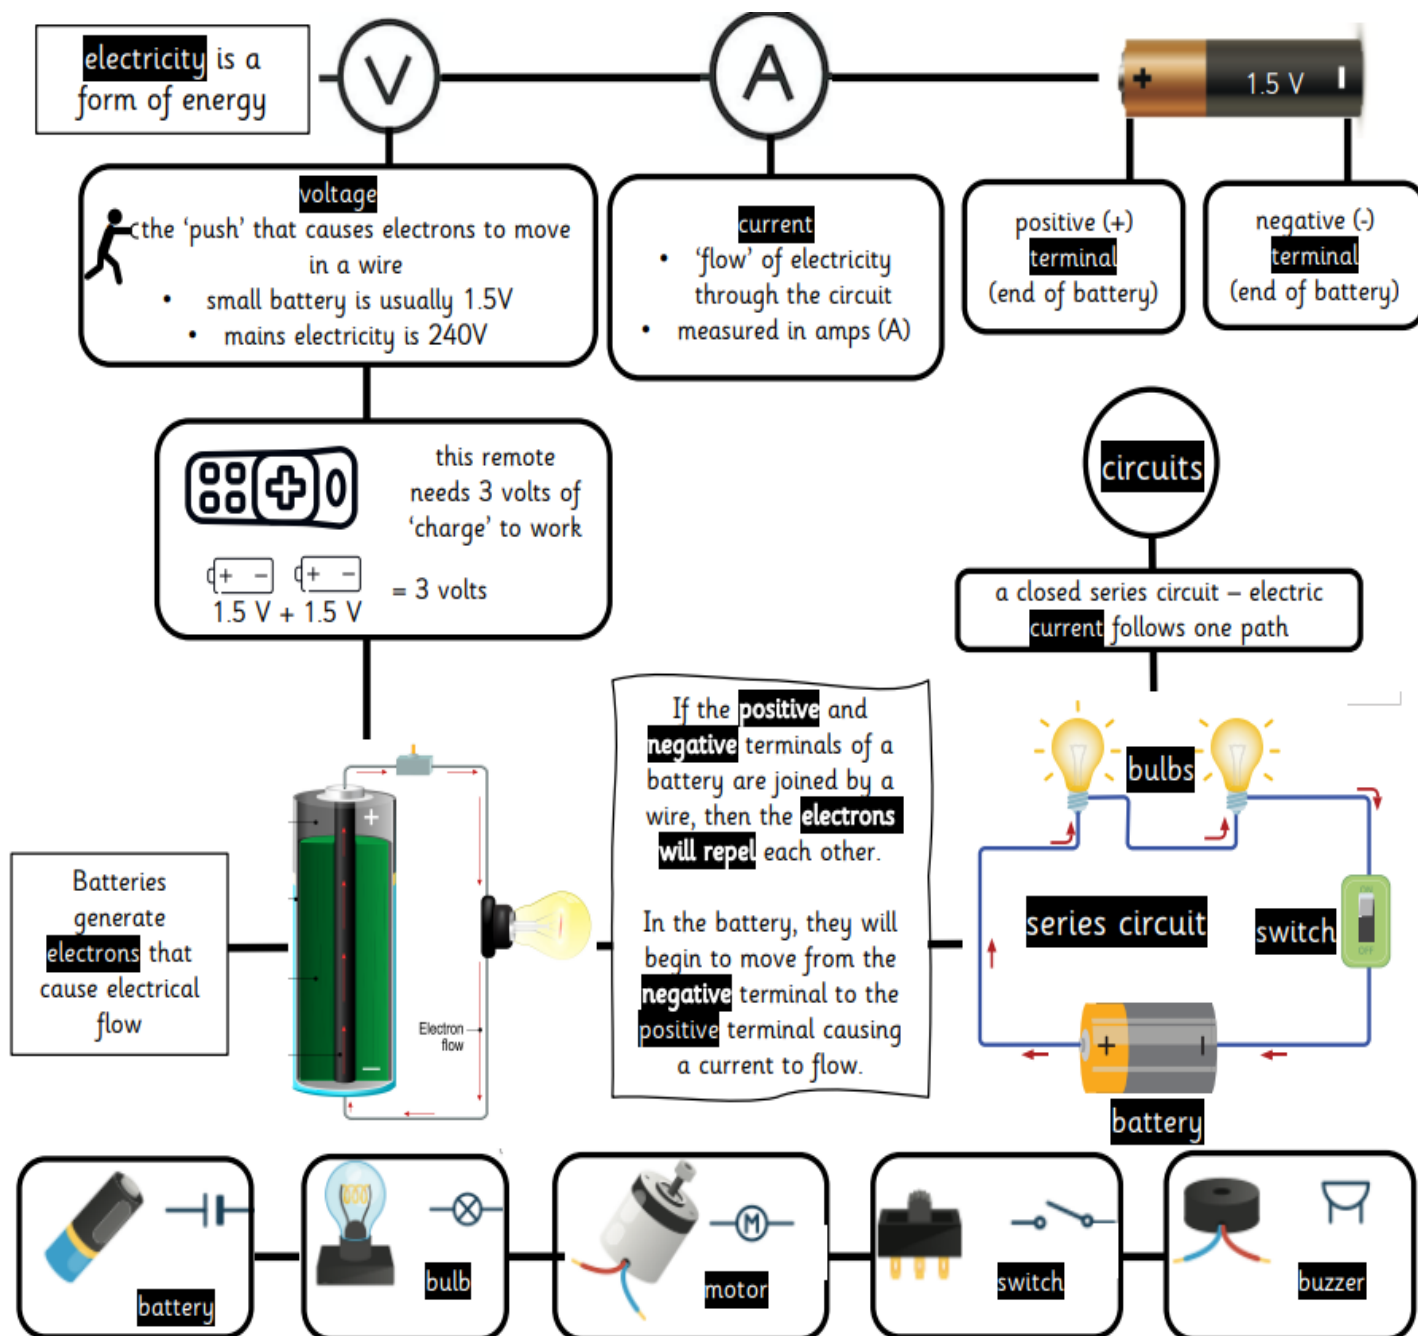 electricity is a
form of energy
V
A
+ 1.5 V -
voltage
the ‘push’ that causes electrons to move
in a wire
• small battery is usually 1.5V
• mains electricity is 240V
current
• ‘flow’ of electricity
through the circuit
• measured in amps (A)
positive (+)
terminal
(end of battery)
negative (-)
terminal
(end of battery)
this remote
needs 3 volts of
‘charge’ to work
+ - + -
1.5 V + 1.5 V = 3 volts
circuits
a closed series circuit – electric
current follows one path
Batteries
generate
electrons that
cause electrical
flow
+
-
Electron
flow
If the positive and
negative terminals of a
battery are joined by a
wire, then the electrons
will repel each other.
In the battery, they will
begin to move from the
negative terminal to the
positive terminal causing
a current to flow.
bulbs
series circuit
switch
ON
OFF
+ -
battery
battery
bulb
M
motor
switch
buzzer